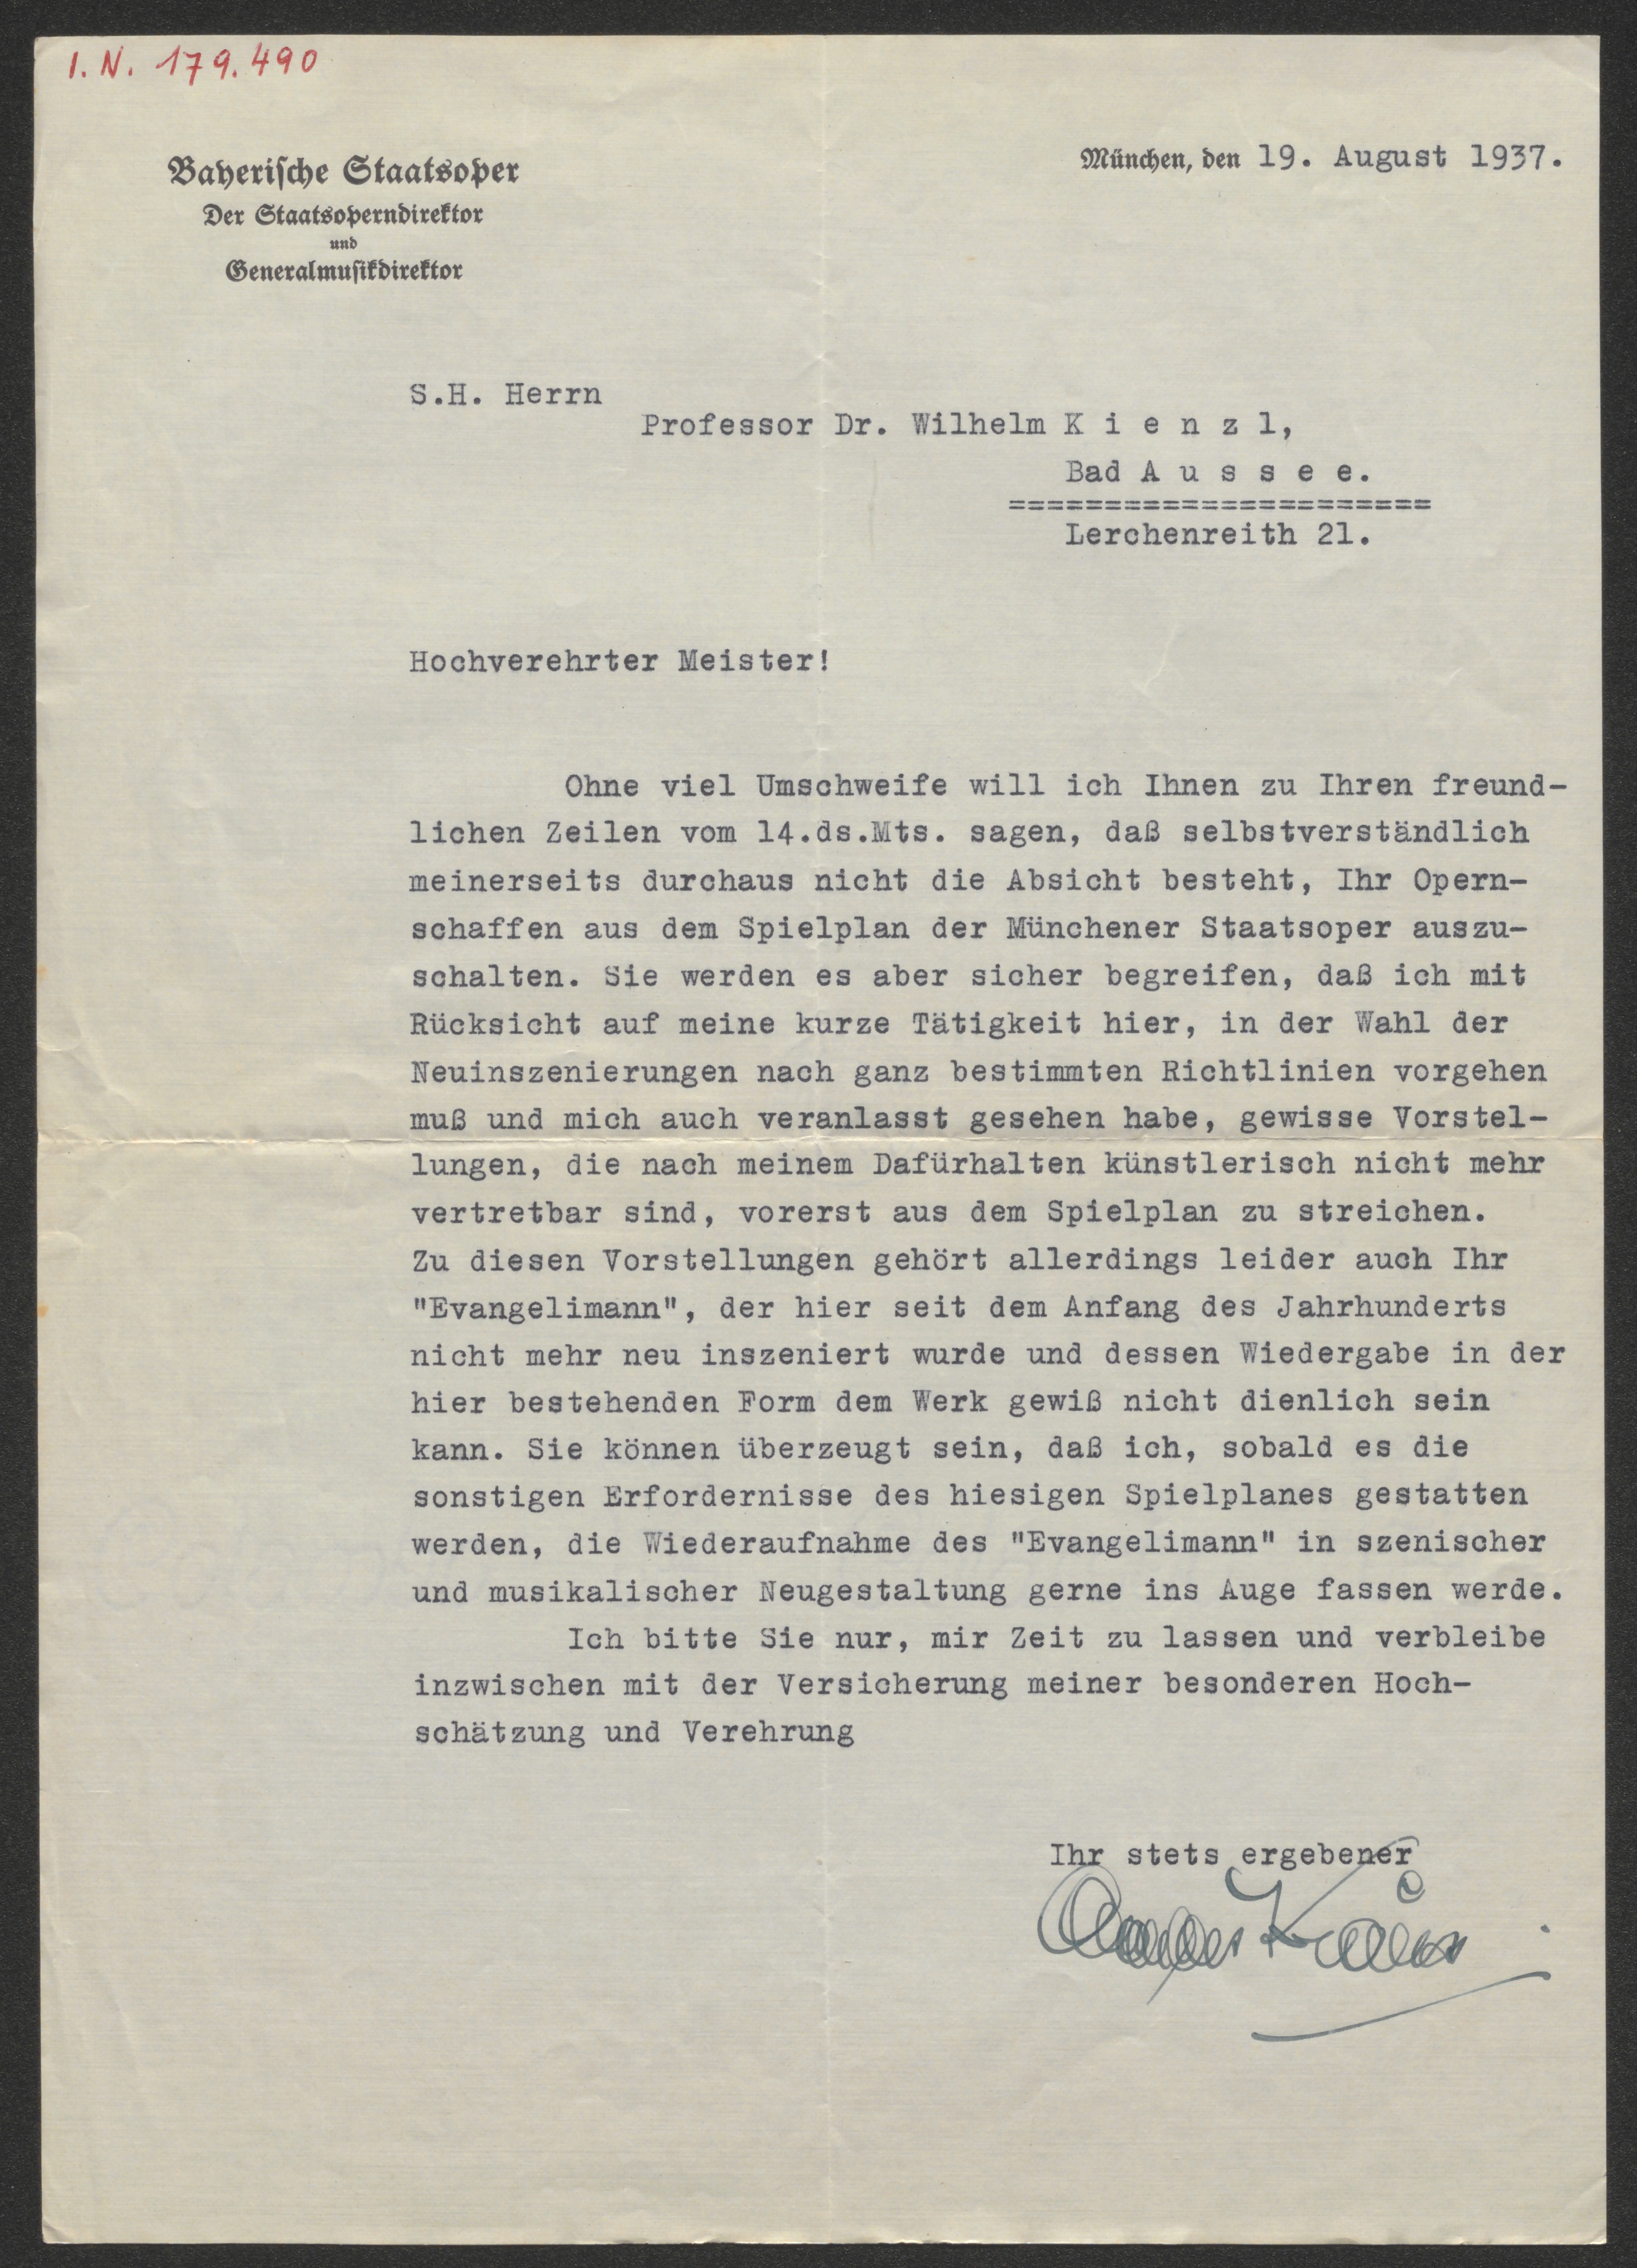 I.N. 179.490
Bayerische Staatsoper
Der Staatsoperndirektor
und
Generalmusikdirektor
München, den 19. August 1937.
S.H. Herrn
Professor Dr. Wilhelm K i e n z l,
Bad A u s s e e.
======================
Lerchenreith 21.
Hochverehrter Meister!
Ohne viel Umschweife will ich Ihnen zu Ihren freund-
lichen Zeilen vom 14.ds.Mts. sagen, daß selbstverständlich
meinerseits durchaus nicht die Absicht besteht, Ihr Opern-
schaffen aus dem Spielplan der Münchener Staatsoper auszu-
schalten. Sie werden es aber sicher begreifen, daß ich mit
Rücksicht auf meine kurze Tätigkeit hier, in der Wahl der
Neuinszenierungen nach ganz bestimmten Richtlinien vorgehen
muß und mich auch veranlasst gesehen habe, gewisse Vorstel-
lungen, die nach meinem Dafürhalten künstlerisch nicht mehr
vertretbar sind, vorerst aus dem Spielplan zu streichen.
Zu diesen Vorstellungen gehört allerdings leider auch Ihr
"Evangelimann", der hier seit dem Anfang des Jahrhunderts
nicht mehr neu inszeniert wurde und dessen Wiedergabe in der
hier bestehenden Form dem Werk gewiß nicht dienlich sein
kann. Sie können überzeugt sein, daß ich, sobald es die
sonstigen Erfordernisse des hiesigen Spielplanes gestatten
werden, die Wiederaufnahme des "Evangelimann" in szenischer
und musikalischer Neugestaltung gerne ins Auge fassen werde.
Ich bitte Sie nur, mir Zeit zu lassen und verbleibe
inzwischen mit der Versicherung meiner besonderen Hoch-
schätzung und Verehrung
Ihr stets ergebener